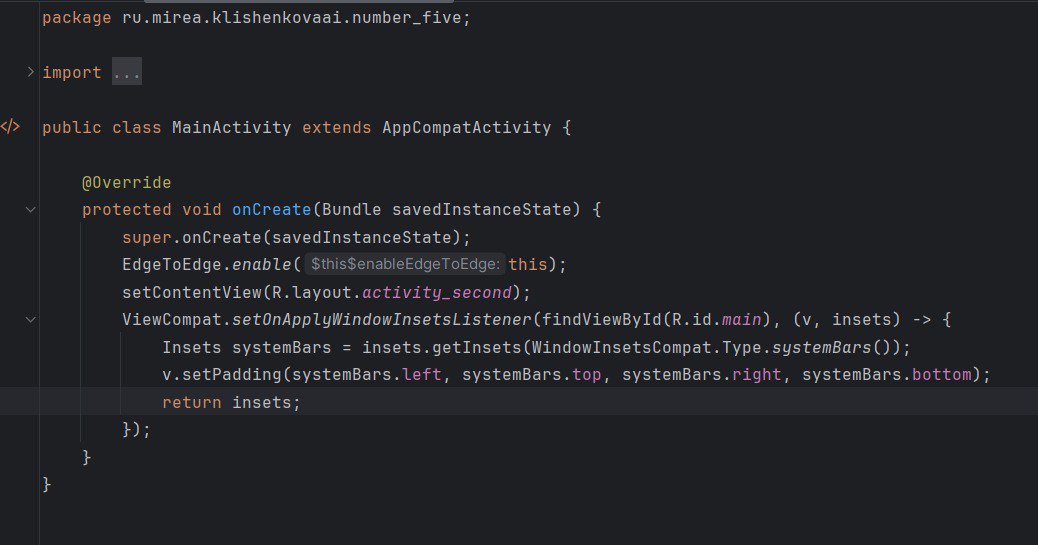 package ru.mirea.klishenkovaai.number_five;
import ...
</> public class MainActivity extends AppCompatActivity {
@Override
protected void onCreate(Bundle savedInstanceState) {
super.onCreate(savedInstanceState);
EdgeToEdge.enable( $this$enableEdgeToEdge: this);
setContentView(R.layout.activity_second);
ViewCompat.setOnApplyWindowInsetsListener(findViewById(R.id.main), (v, insets) -> {
Insets systemBars = insets.getInsets(WindowInsetsCompat.Type.systemBars());
v.setPadding(systemBars.left, systemBars.top, systemBars.right, systemBars.bottom);
return insets;
});
}
}